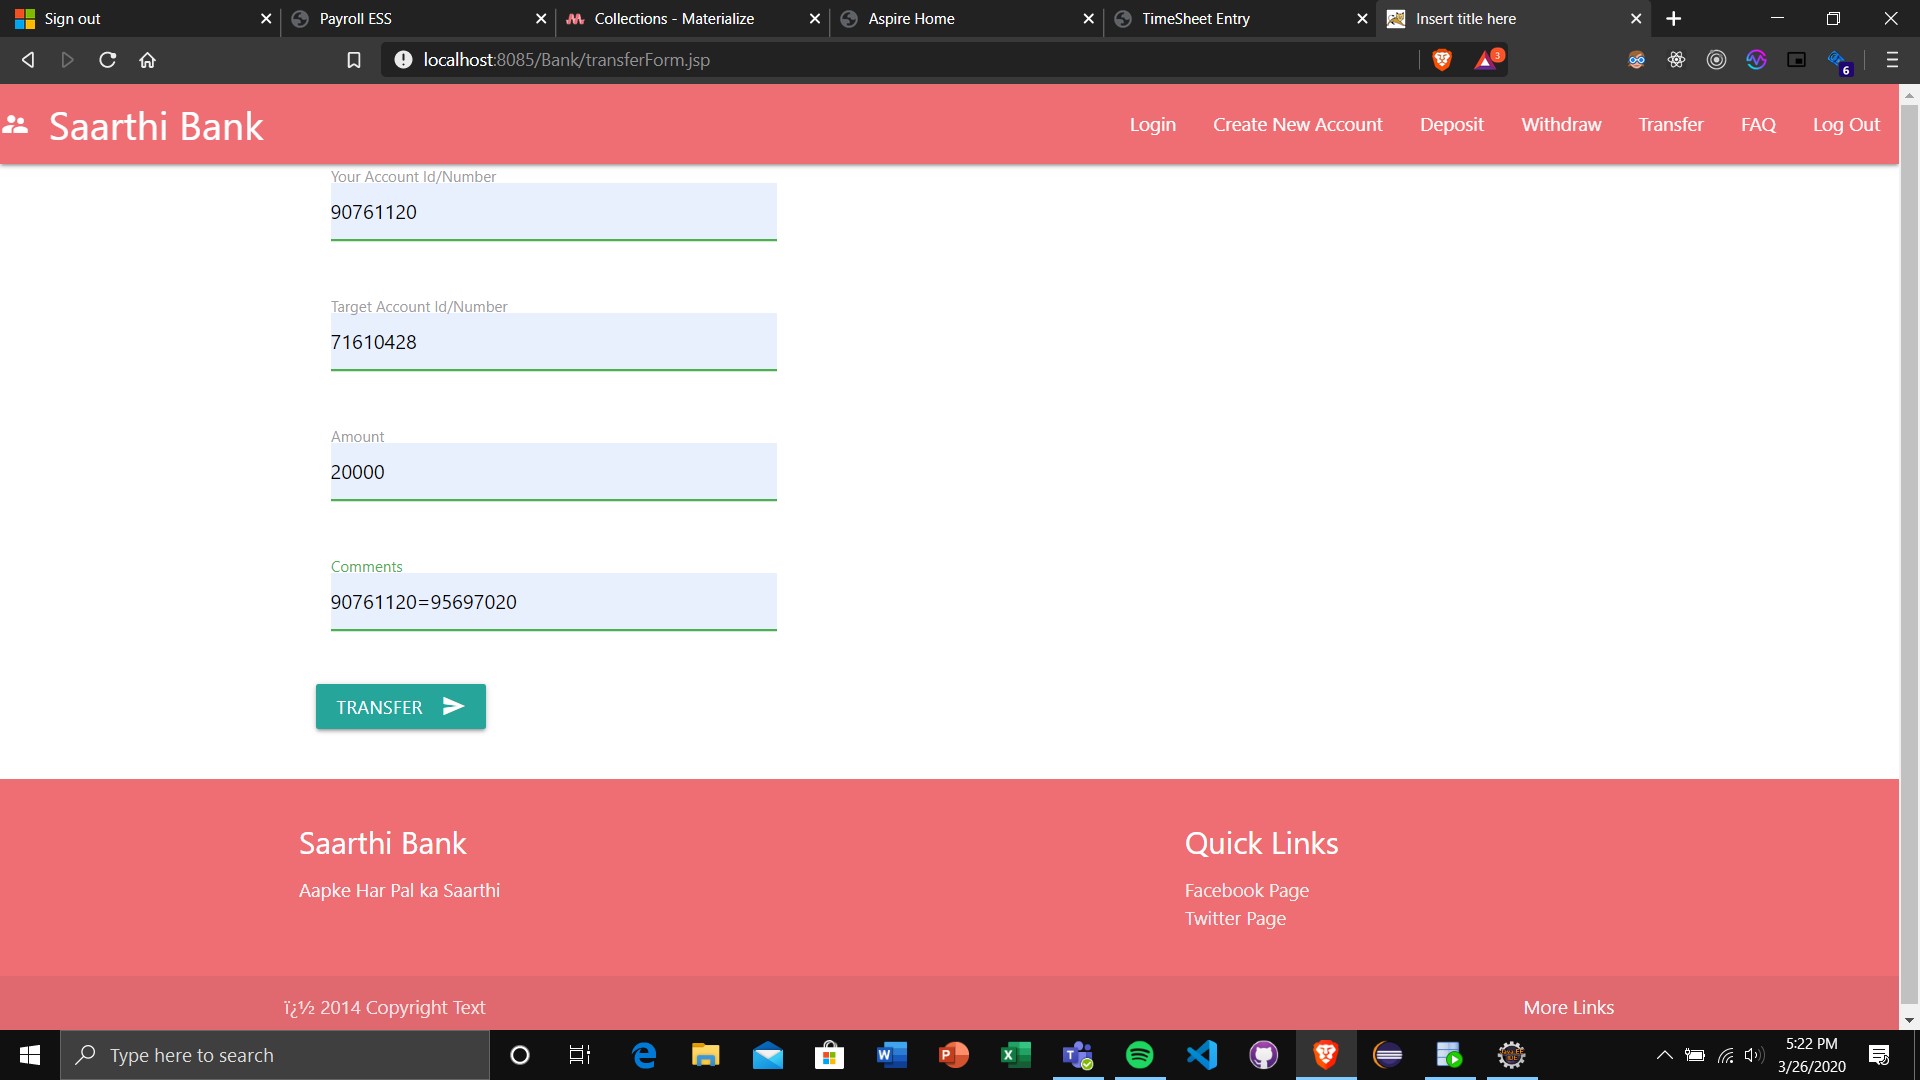 Sign out
Payroll ESS
Collections - Materialize
Aspire Home
TimeSheet Entry
Insert title here
localhost:8085/Bank/transferForm.jsp
3
6
Saarthi Bank
Login
Create New Account
Deposit
Withdraw
Transfer
FAQ
Log Out
Your Account Id/Number
90761120
Target Account Id/Number
71610428
Amount
20000
Comments
90761120=95697020
TRANSFER
Saarthi Bank
Aapke Har Pal ka Saarthi
Quick Links
Facebook Page
Twitter Page
ï¿½ 2014 Copyright Text
More Links
Type here to search
5:22 PM
3/26/2020